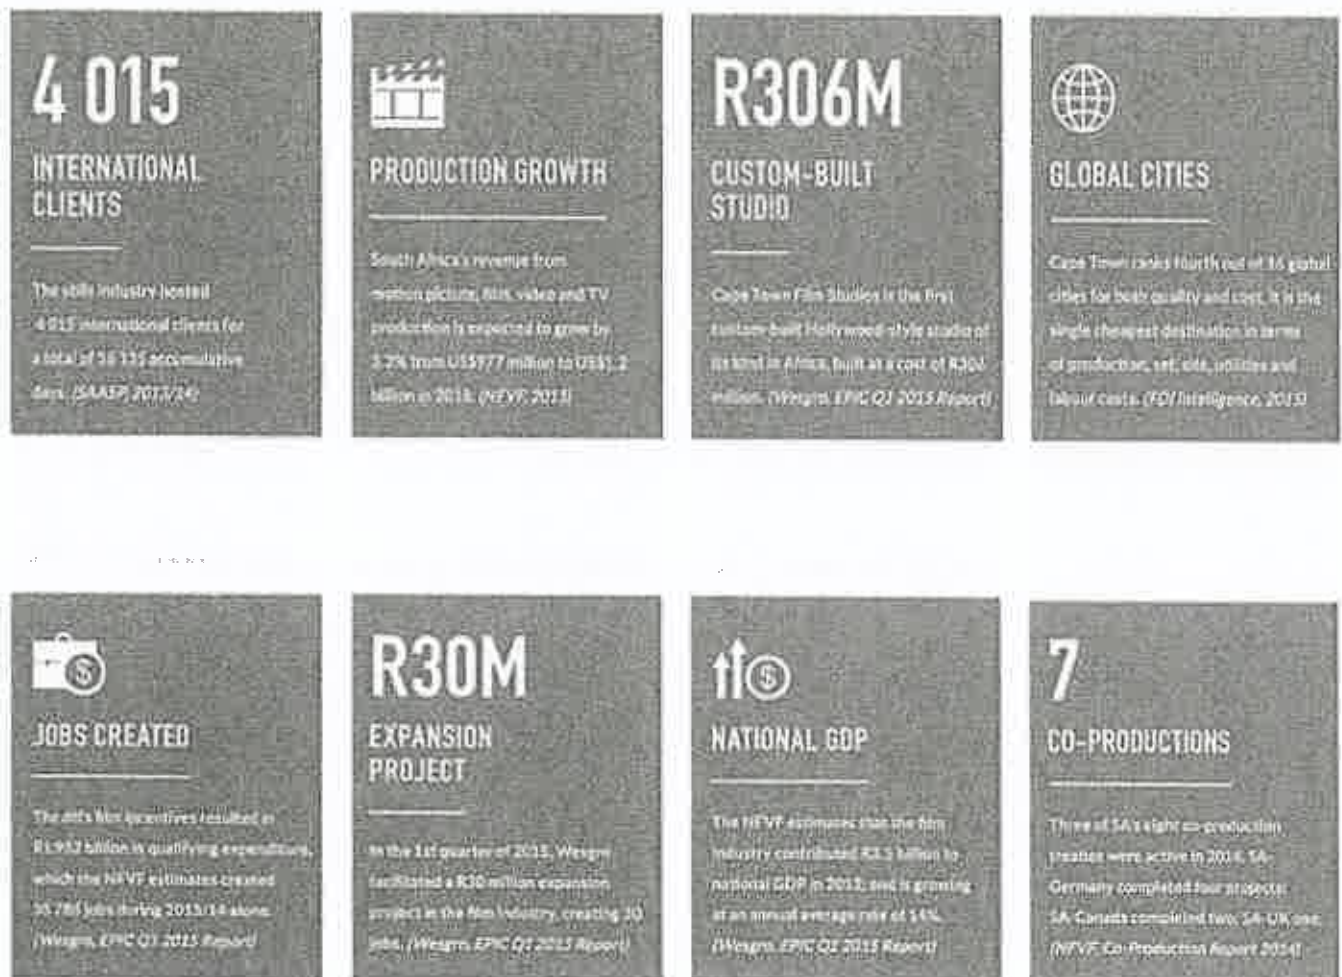 4 015
INTERNATIONAL
CLIENTS
The stills industry hosted
4 015 international clients for
a total of accumulative
days. (SAASP, 2013/14)
PRODUCTION GROWTH
South Africa's revenue from
motion picture, film, video and TV
production is expected to grow by
from US$977 million to US$1.2
billion in 2018. (NFVF, 2015)
R306M
CUSTOM-BUILT
STUDIO
Cape Town Film Studios is the first
custom-built Hollywood-style studio of
its kind in Africa, built at a cost of R306
million. (Wesgro, EPIC Q1 2015 Report)
GLOBAL CITIES
Cape Town ranks fourth out of 16 global
cities for both quality and cost. It is the
single cheapest destination in terms
of production, set, utilities and
labour costs. (FDI Intelligence, 2015)
JOBS CREATED
The film incentives resulted in
billion in qualifying expenditure,
which the NFVF estimates created
jobs during 2013/14 alone.
(Wesgro, EPIC Q1 2015 Report)
R30M
EXPANSION
PROJECT
In the 1st quarter of 2015, Wesgro
facilitated a R30 million expansion
project in the film industry, creating
jobs. (Wesgro, EPIC Q1 2015 Report)
NATIONAL GDP
The NFVF estimates that the film
industry contributed billion to
national GDP in 2013, and is growing
at an annual average rate of 14%.
(Wesgro, EPIC Q1 2015 Report)
7
CO-PRODUCTIONS
Three of SA's eight co-production
treaties were active in 2014. SA-
Germany completed four projects;
SA-Canada completed two; SA-UK one.
(NFVF, Co-Production Report 2014)